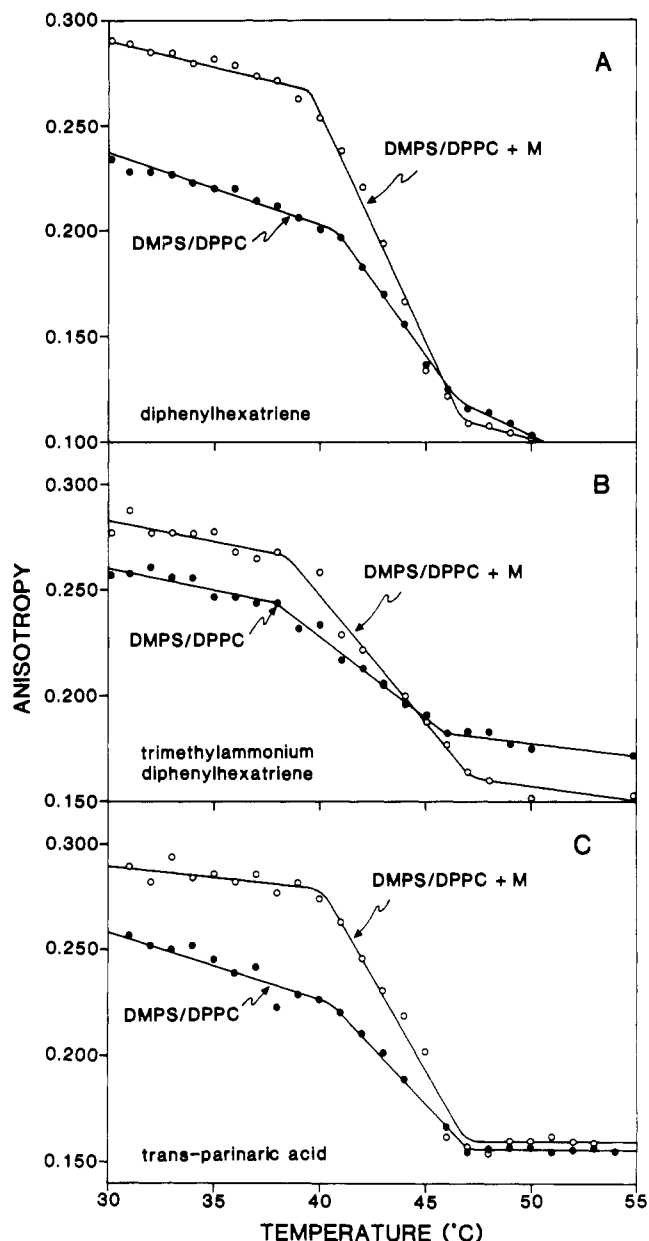 0.300
A
0.250
DMPS/DPPC + M
0.200
DMPS/DPPC
0.150
diphenylhexatriene
0.100
B
0.300
DMPS/DPPC + M
0.250
DMPS/DPPC
ANISOTROPY
0.200
trimethylammonium
diphenylhexatriene
0.150
C
0.300
DMPS/DPPC + M
0.250
DMPS/DPPC
0.200
trans-parinaric acid
0.150
30 35 40 45 50 55
TEMPERATURE (°C)